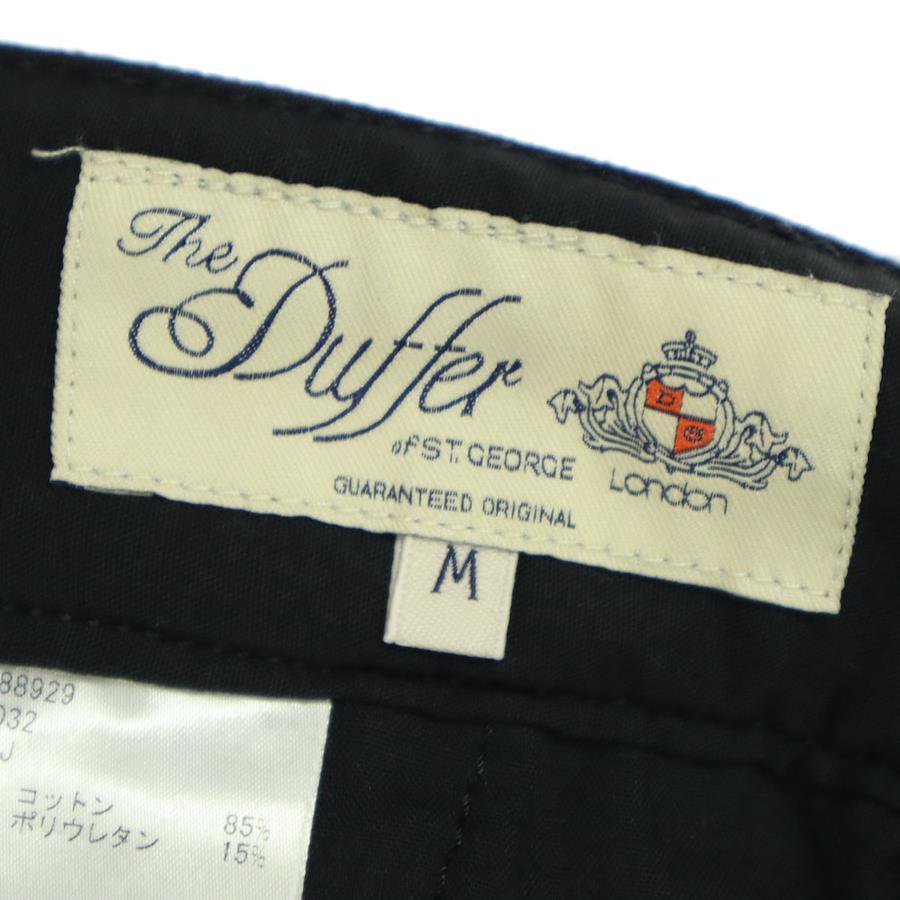 The
Duffer
of ST. GEORGE
GUARANTEED ORIGINAL
D
G
London
M
88929
032
J
コットン 85%
ポリウレタン 15%